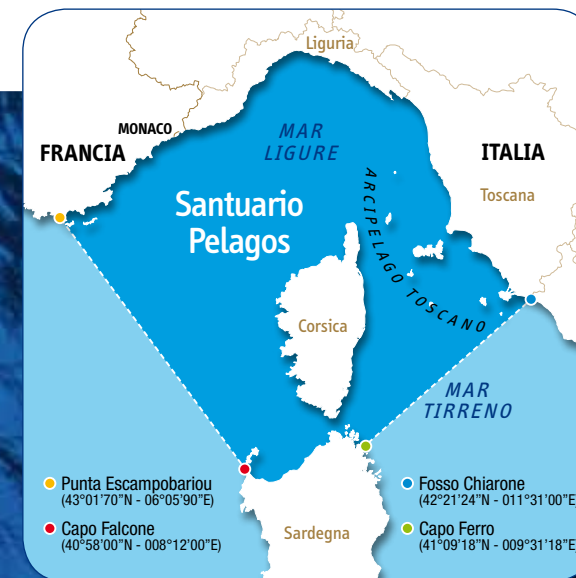 Liguria
MONACO
FRANCIA
MAR
LIGURE
ITALIA
Toscana
Santuario
Pelagos
ARCIPELAGO TOSCANO
Corsica
MAR
TIRRENO
Punta Escampobariou
(43°01'70"N - 06°05'90"E)
Capo Falcone
(40°58'00"N - 008°12'00"E)
Sardegna
Fosso Chiarone
(42°21'24"N - 011°31'00"E)
Capo Ferro
(41°09'18"N - 009°31'18"E)